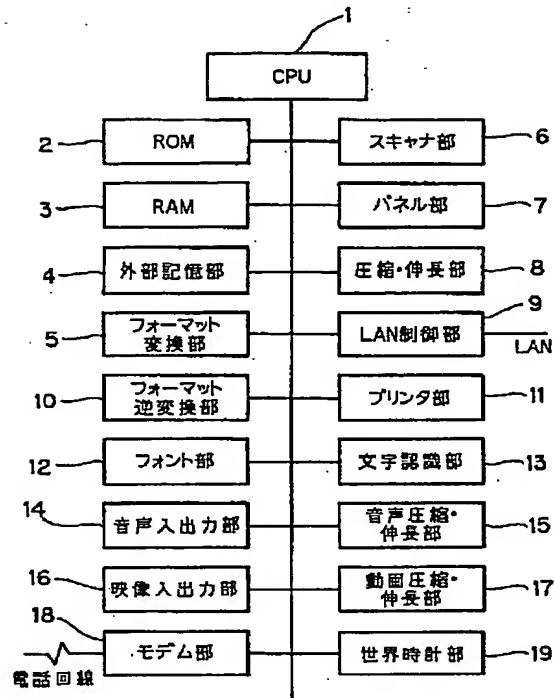 1
CPU
2
ROM
スキャナ部
6
3
RAM
パネル部
7
4
外部記憶部
圧縮・伸長部
8
5
フォーマット
変換部
LAN制御部
9
LAN
10
フォーマット
逆変換部
プリンタ部
11
12
フォント部
文字認識部
13
14
音声入出力部
音声圧縮・
伸長部
15
16
映像入出力部
動画圧縮・
伸長部
17
18
モデム部
電話回線
世界時計部
19